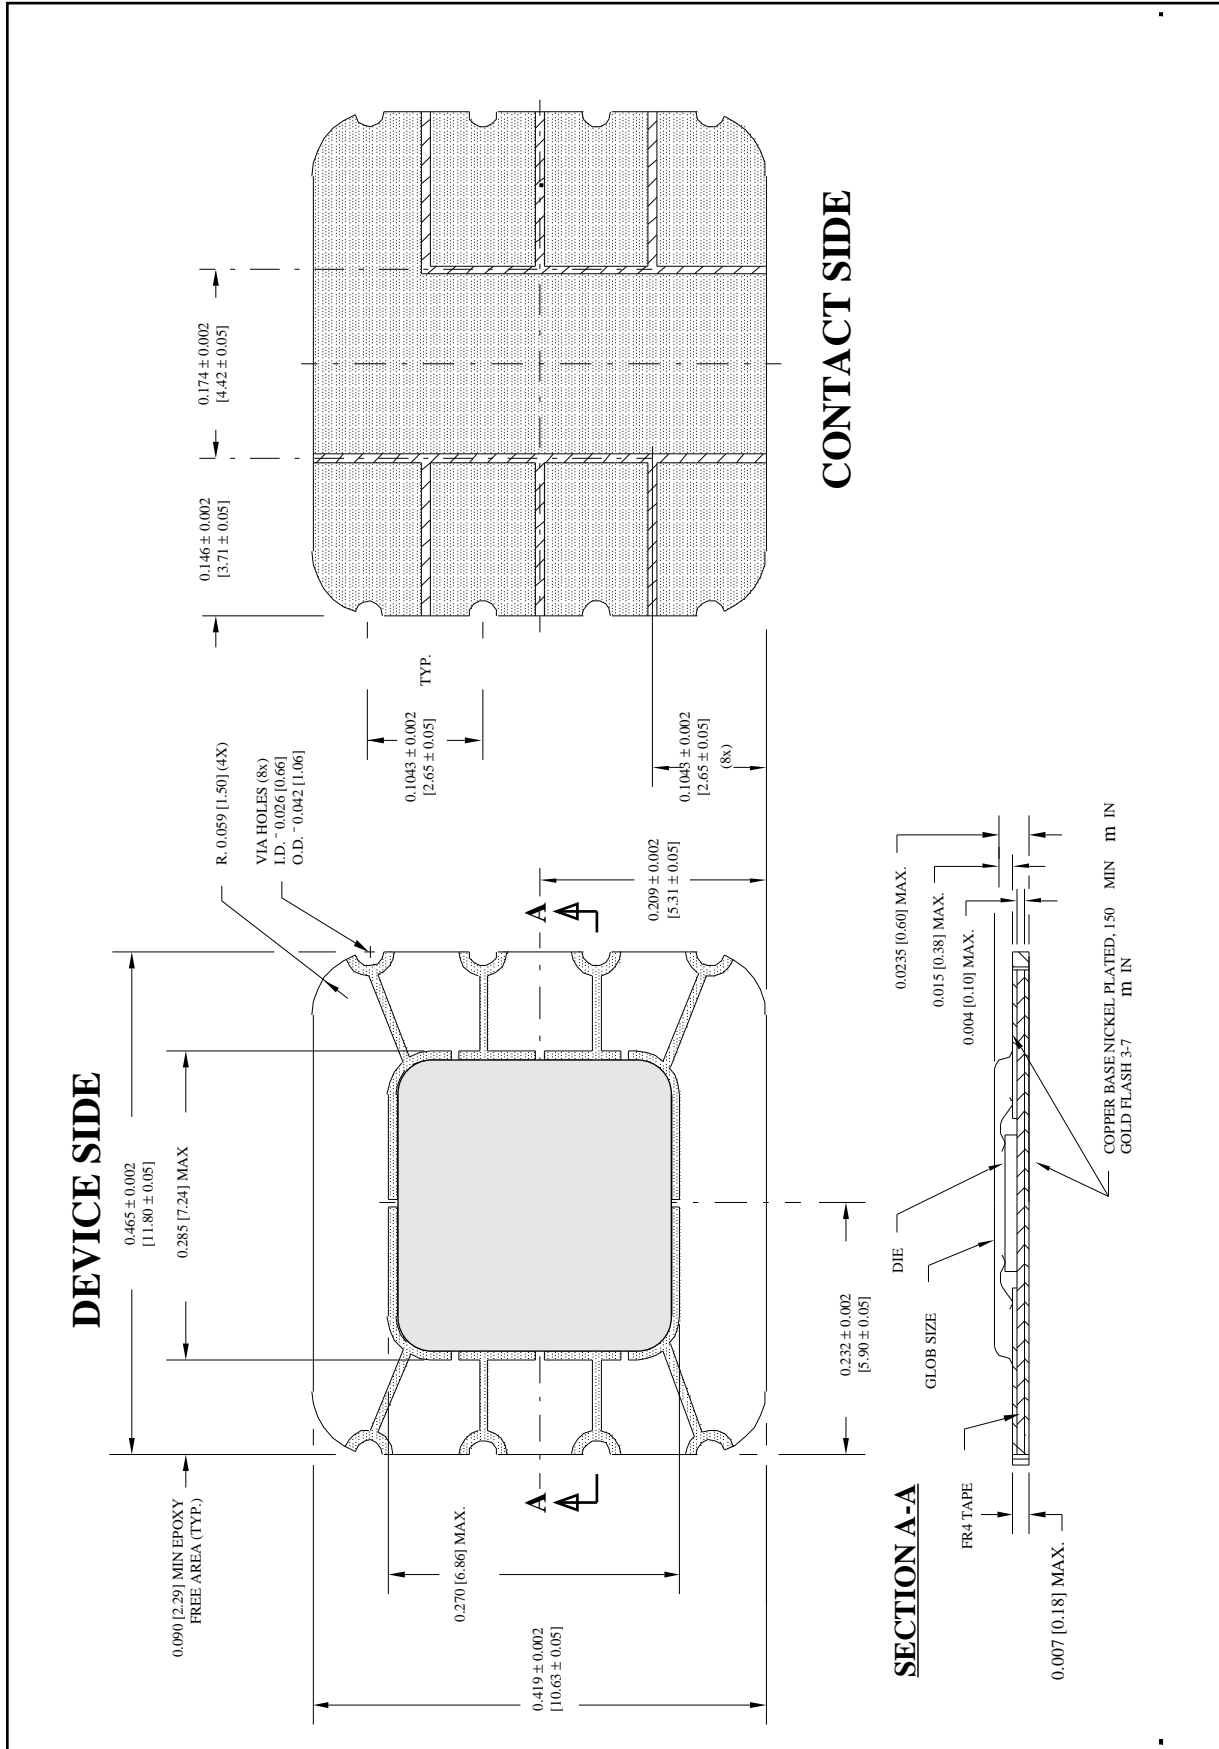 DEVICE SIDE
0.465 ± 0.002
[11.80 ± 0.05]
0.285 [7.24] MAX
0.090 [2.29] MIN EPOXY
FREE AREA (TYP.)
R. 0.059 [1.50] (4X)
VIA HOLES (8x)
I.D. ‾ 0.026 [0.66]
O.D. ‾ 0.042 [1.06]
0.270 [6.86] MAX.
0.419 ± 0.002
[10.63 ± 0.05]
A
A
0.209 ± 0.002
[5.31 ± 0.05]
0.232 ± 0.002
[5.90 ± 0.05]
0.146 ± 0.002
[3.71 ± 0.05]
0.174 ± 0.002
[4.42 ± 0.05]
0.1043 ± 0.002
[2.65 ± 0.05]
TYP.
0.1043 ± 0.002
[2.65 ± 0.05]
(8x)
CONTACT SIDE
SECTION A-A
FR4 TAPE
GLOB SIZE
DIE
0.0235 [0.60] MAX.
0.015 [0.38] MAX.
0.004 [0.10] MAX.
0.007 [0.18] MAX.
COPPER BASE NICKEL PLATED, 150 MIN m IN
GOLD FLASH 3-7 m IN